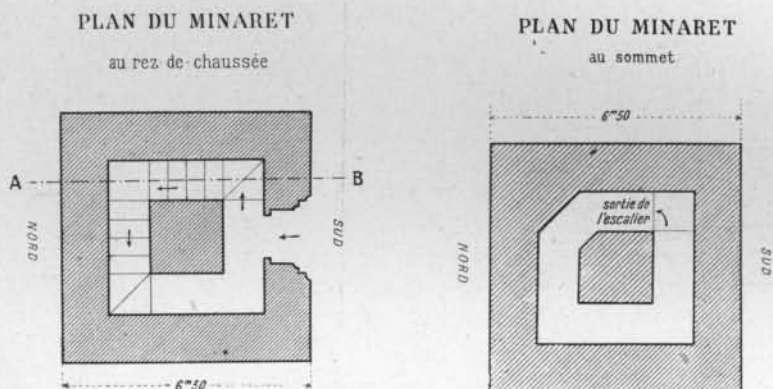 PLAN DU MINARET
au rez-de-chaussée
A
B
NORD
SUD
6ᵐ50
PLAN DU MINARET
au sommet
6ᵐ50
sortie de
l'escalier
NORD
SUD